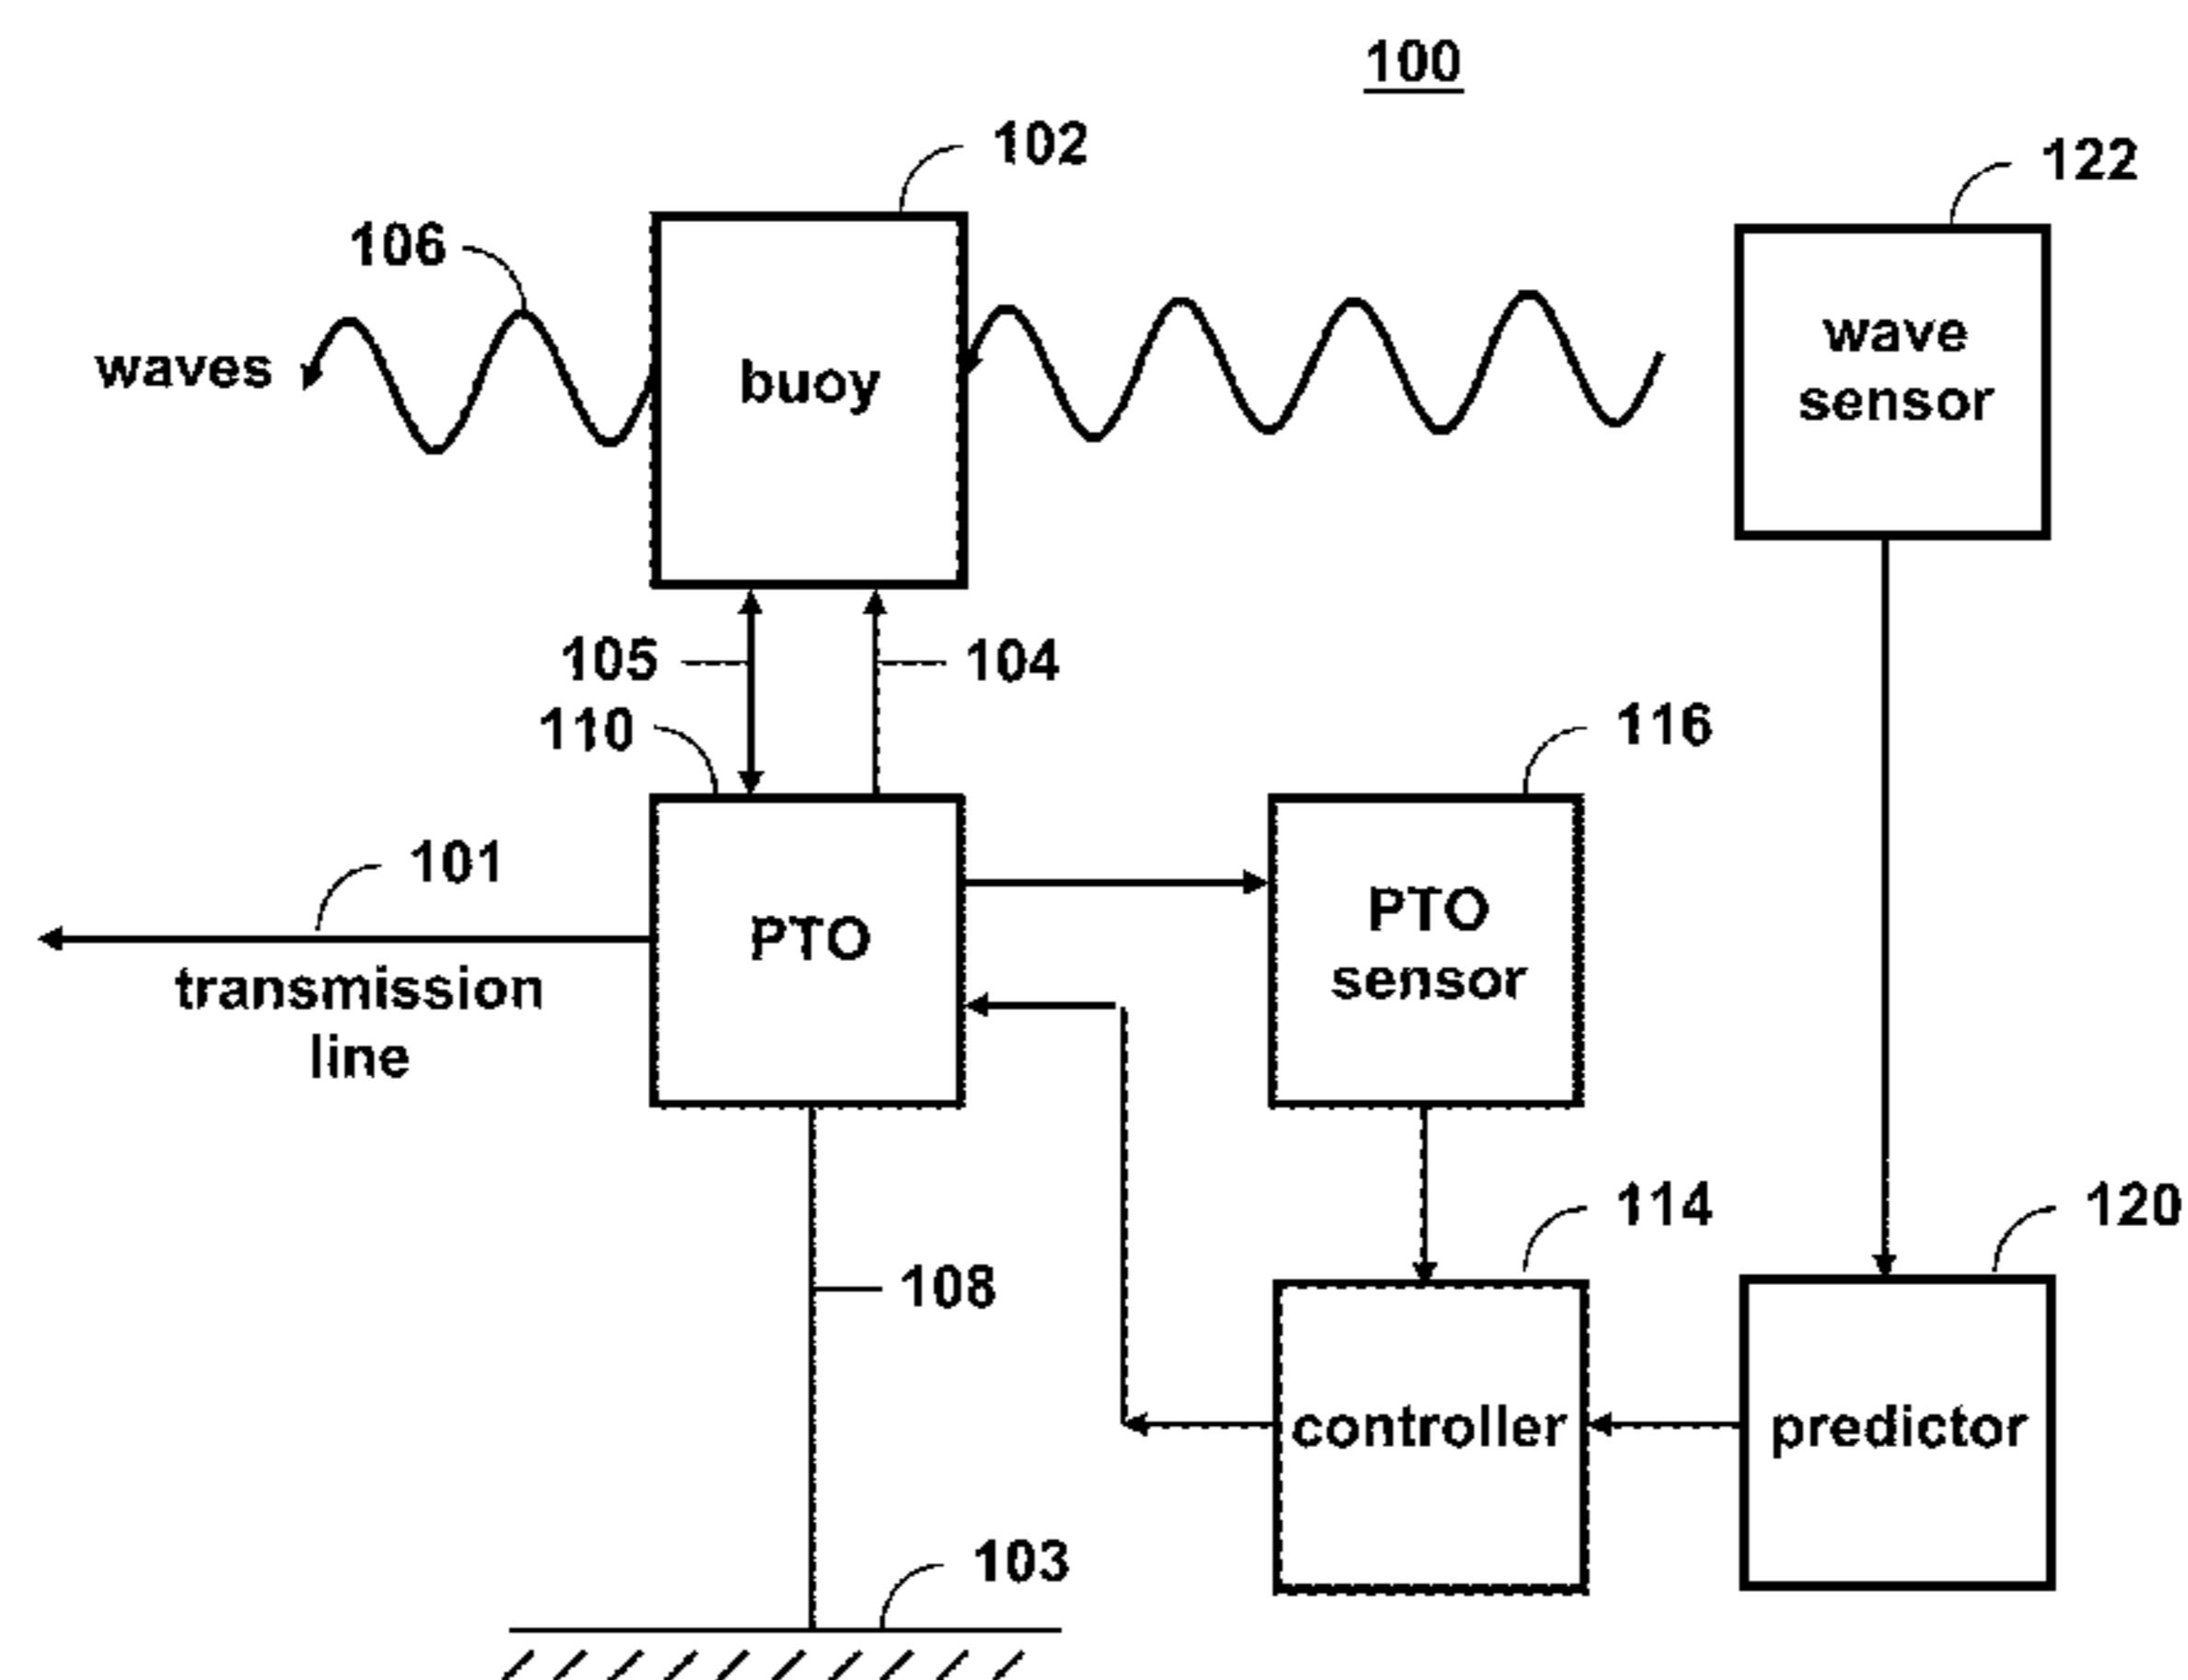 100
102
122
106
wave
sensor
waves
buoy
105
104
110
116
101
PTO
PTO
sensor
transmission
line
114
120
108
controller
predictor
103